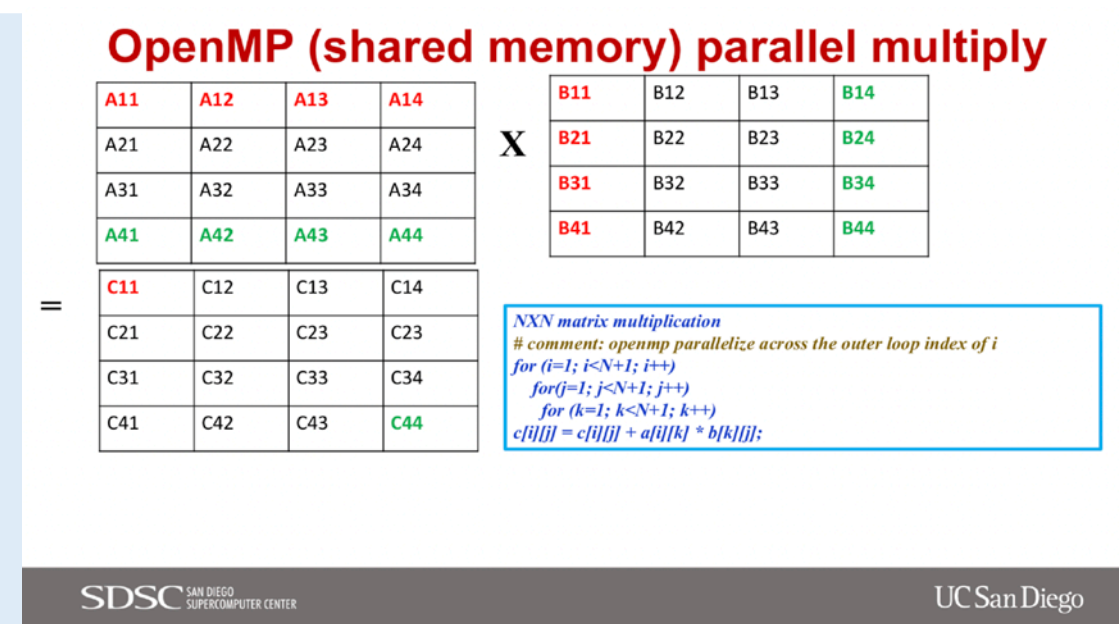 OpenMP (shared memory) parallel multiply
A11 A12 A13 A14
A21 A22 A23 A24
A31 A32 A33 A34
A41 A42 A43 A44
X
B11 B12 B13 B14
B21 B22 B23 B24
B31 B32 B33 B34
B41 B42 B43 B44
=
C11 C12 C13 C14
C21 C22 C23 C23
C31 C32 C33 C34
C41 C42 C43 C44
NXN matrix multiplication
# comment: openmp parallelize across the outer loop index of i
for (i=1; i<N+1; i++)
for(j=1; j<N+1; j++)
for (k=1; k<N+1; k++)
c[i][j] = c[i][j] + a[i][k] * b[k][j];
SDSC SAN DIEGO
SUPERCOMPUTER CENTER
UC San Diego